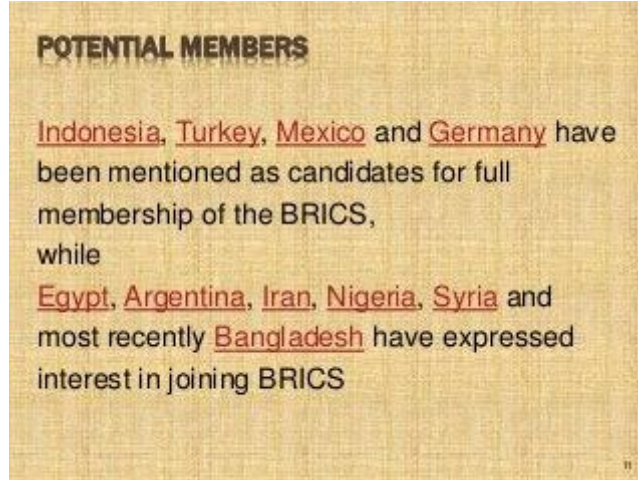 POTENTIAL MEMBERS
Indonesia, Turkey, Mexico and Germany have
been mentioned as candidates for full
membership of the BRICS,
while
Egypt, Argentina, Iran, Nigeria, Syria and
most recently Bangladesh have expressed
interest in joining BRICS
11